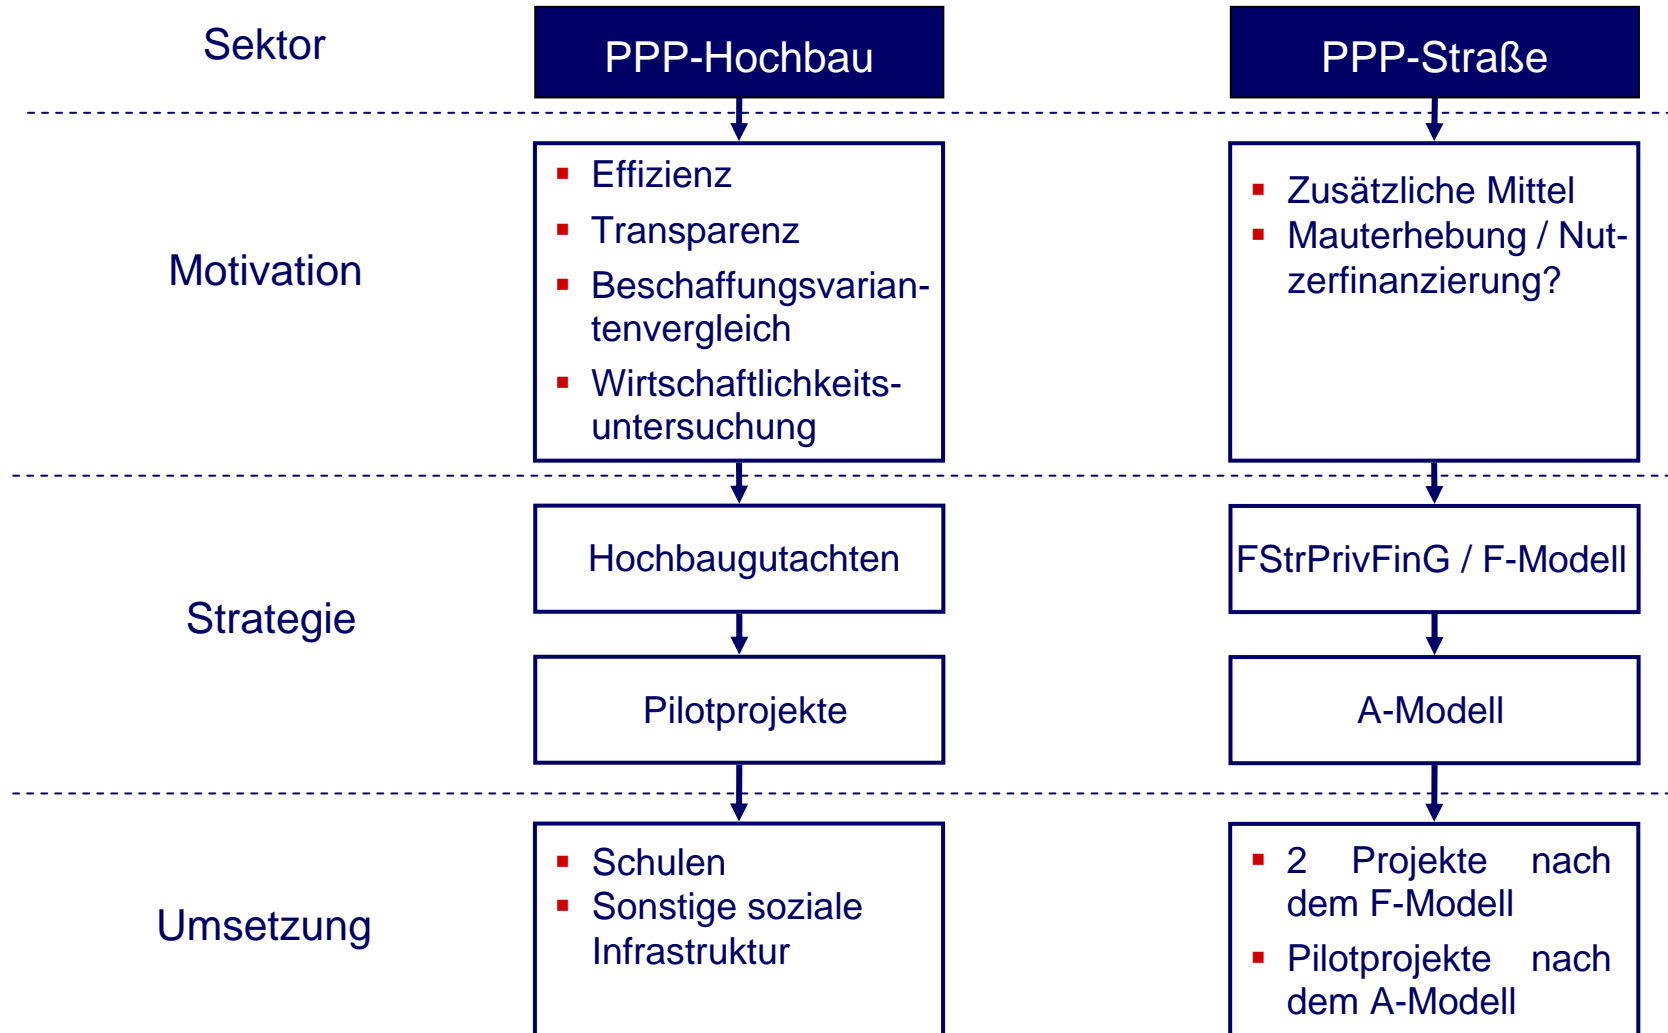 Sektor
PPP-Hochbau
PPP-Straße
Motivation
Effizienz
Transparenz
Beschaffungsvarian-
tenvergleich
Wirtschaftlichkeits-
untersuchung
Zusätzliche Mittel
Mauterhebung / Nut-
zerfinanzierung?
Strategie
Hochbaugutachten
FStrPrivFinG / F-Modell
Pilotprojekte
A-Modell
Umsetzung
Schulen
Sonstige soziale
Infrastruktur
2 Projekte nach
dem F-Modell
Pilotprojekte nach
dem A-Modell